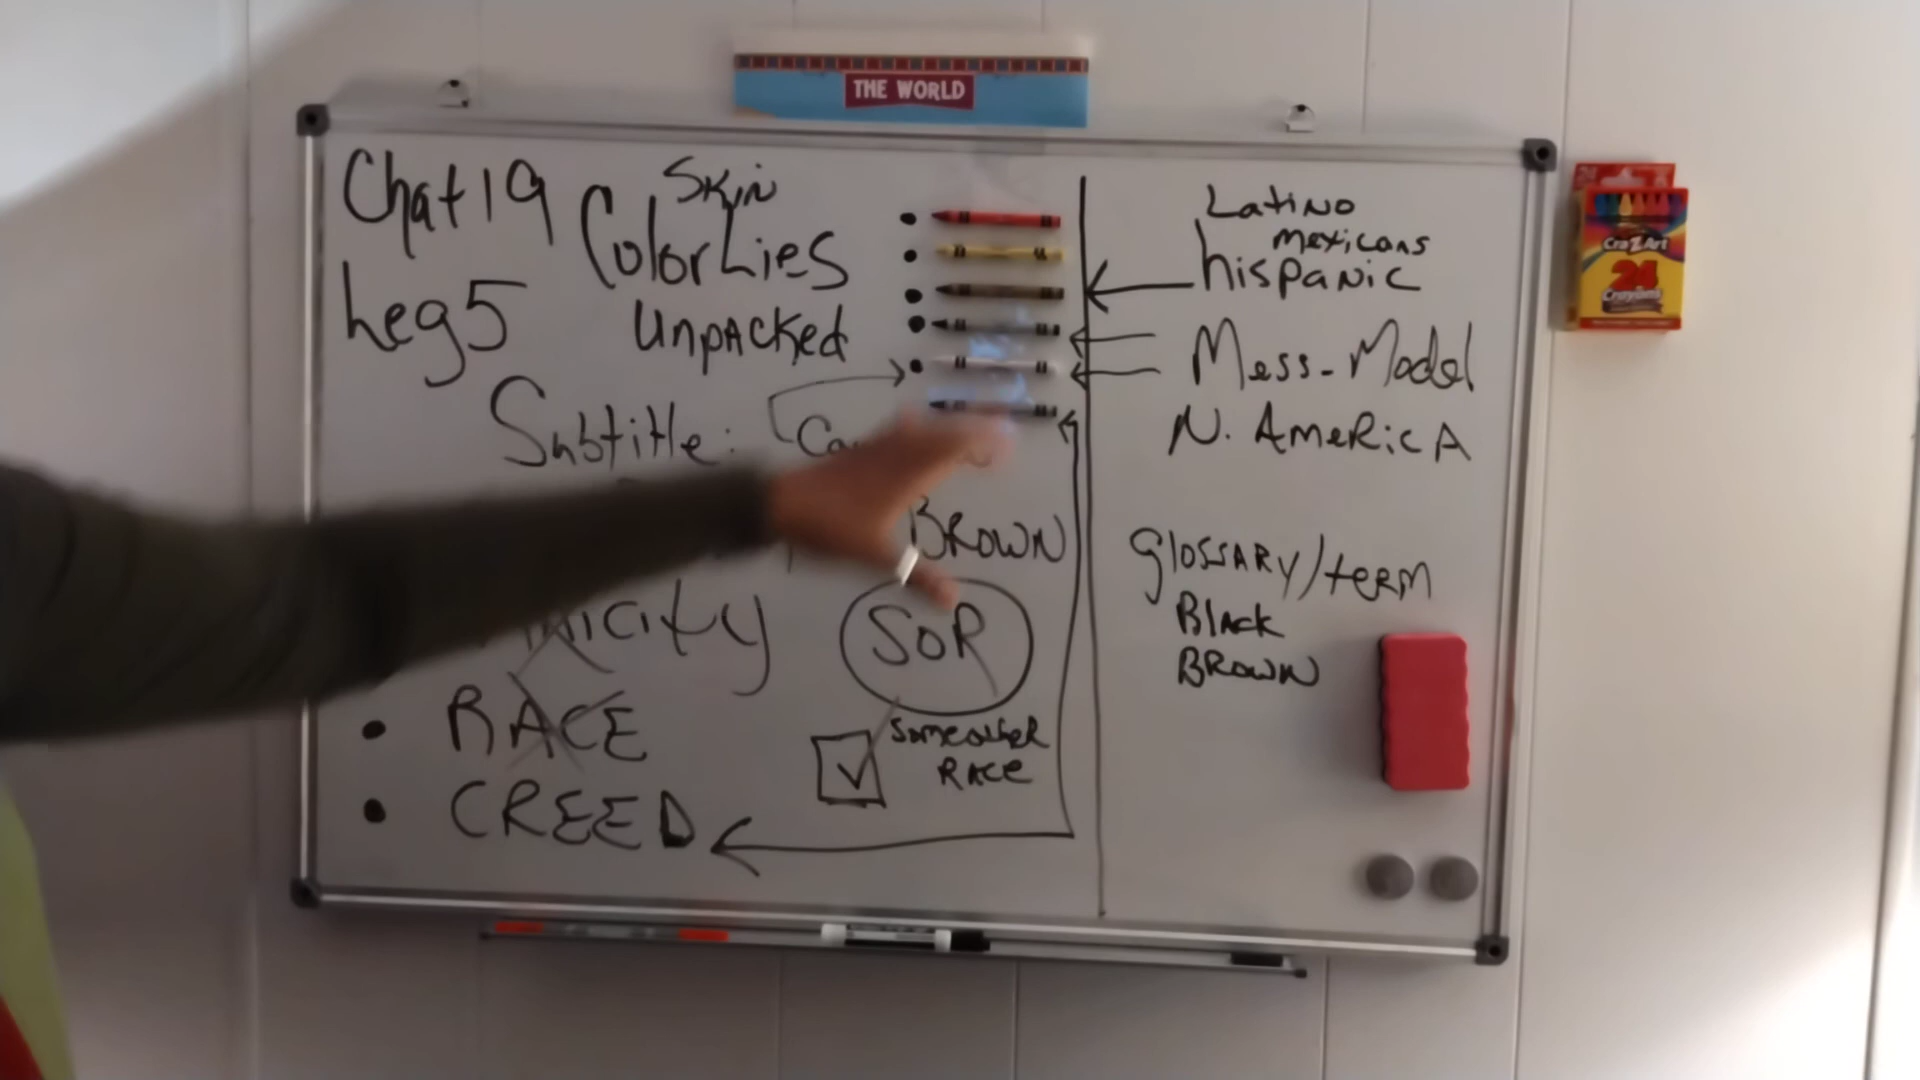 THE WORLD
Chat 19
Leg 5
Skin
Color Lies
Unpacked
Subtitle:
BROWN
SOR
Some other
RACE
RACE
CREED
Latino
Mexicans
hispanic
Mess-Model
N. AmeRicA
glossARy/teRm
Black
BROWN
Cra-Z-Art
24
Crayons